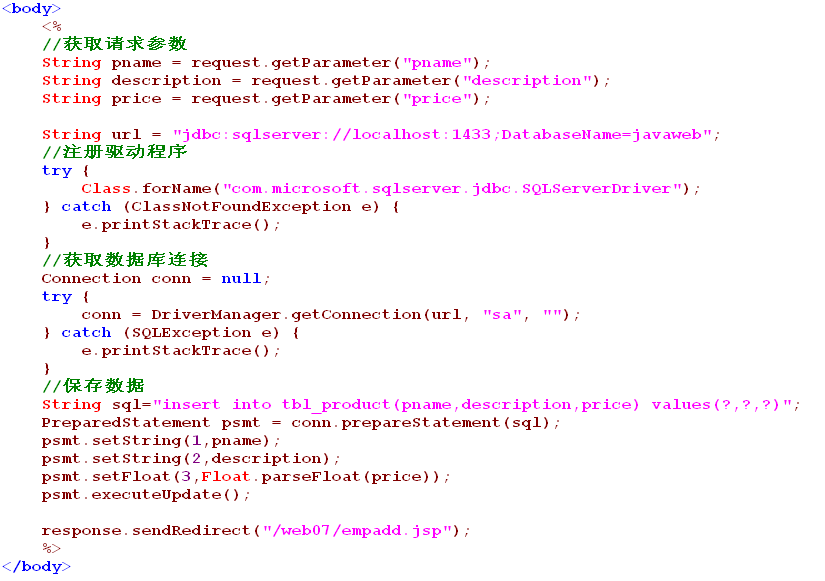 <body>
<%
//获取请求参数
String pname = request.getParameter("pname");
String description = request.getParameter("description");
String price = request.getParameter("price");
String url = "jdbc:sqlserver://localhost:1433;DatabaseName=javaweb";
//注册驱动程序
try {
Class.forName("com.microsoft.sqlserver.jdbc.SQLServerDriver");
} catch (ClassNotFoundException e) {
e.printStackTrace();
}
//获取数据库连接
Connection conn = null;
try {
conn = DriverManager.getConnection(url, "sa", "");
} catch (SQLException e) {
e.printStackTrace();
}
//保存数据
String sql="insert into tbl_product(pname,description,price) values(?,?,?)";
PreparedStatement psmt = conn.prepareStatement(sql);
psmt.setString(1,pname);
psmt.setString(2,description);
psmt.setFloat(3,Float.parseFloat(price));
psmt.executeUpdate();
response.sendRedirect("/web07/empadd.jsp");
%>
</body>